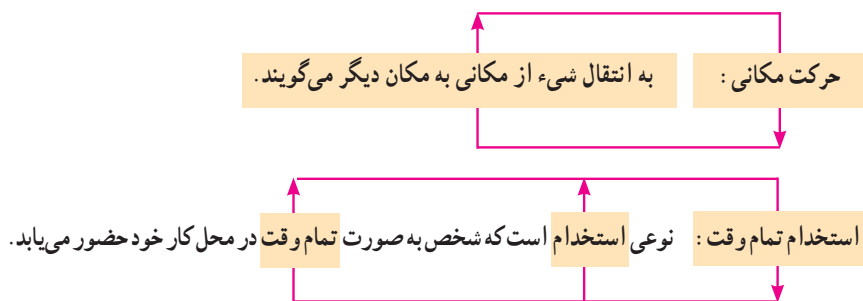 حرکت مکانی : به انتقال شیء از مکانی به مکان دیگر می‌گویند.
استخدام تمام وقت : نوعی استخدام است که شخص به صورت تمام وقت در محل کار خود حضور می‌یابد.